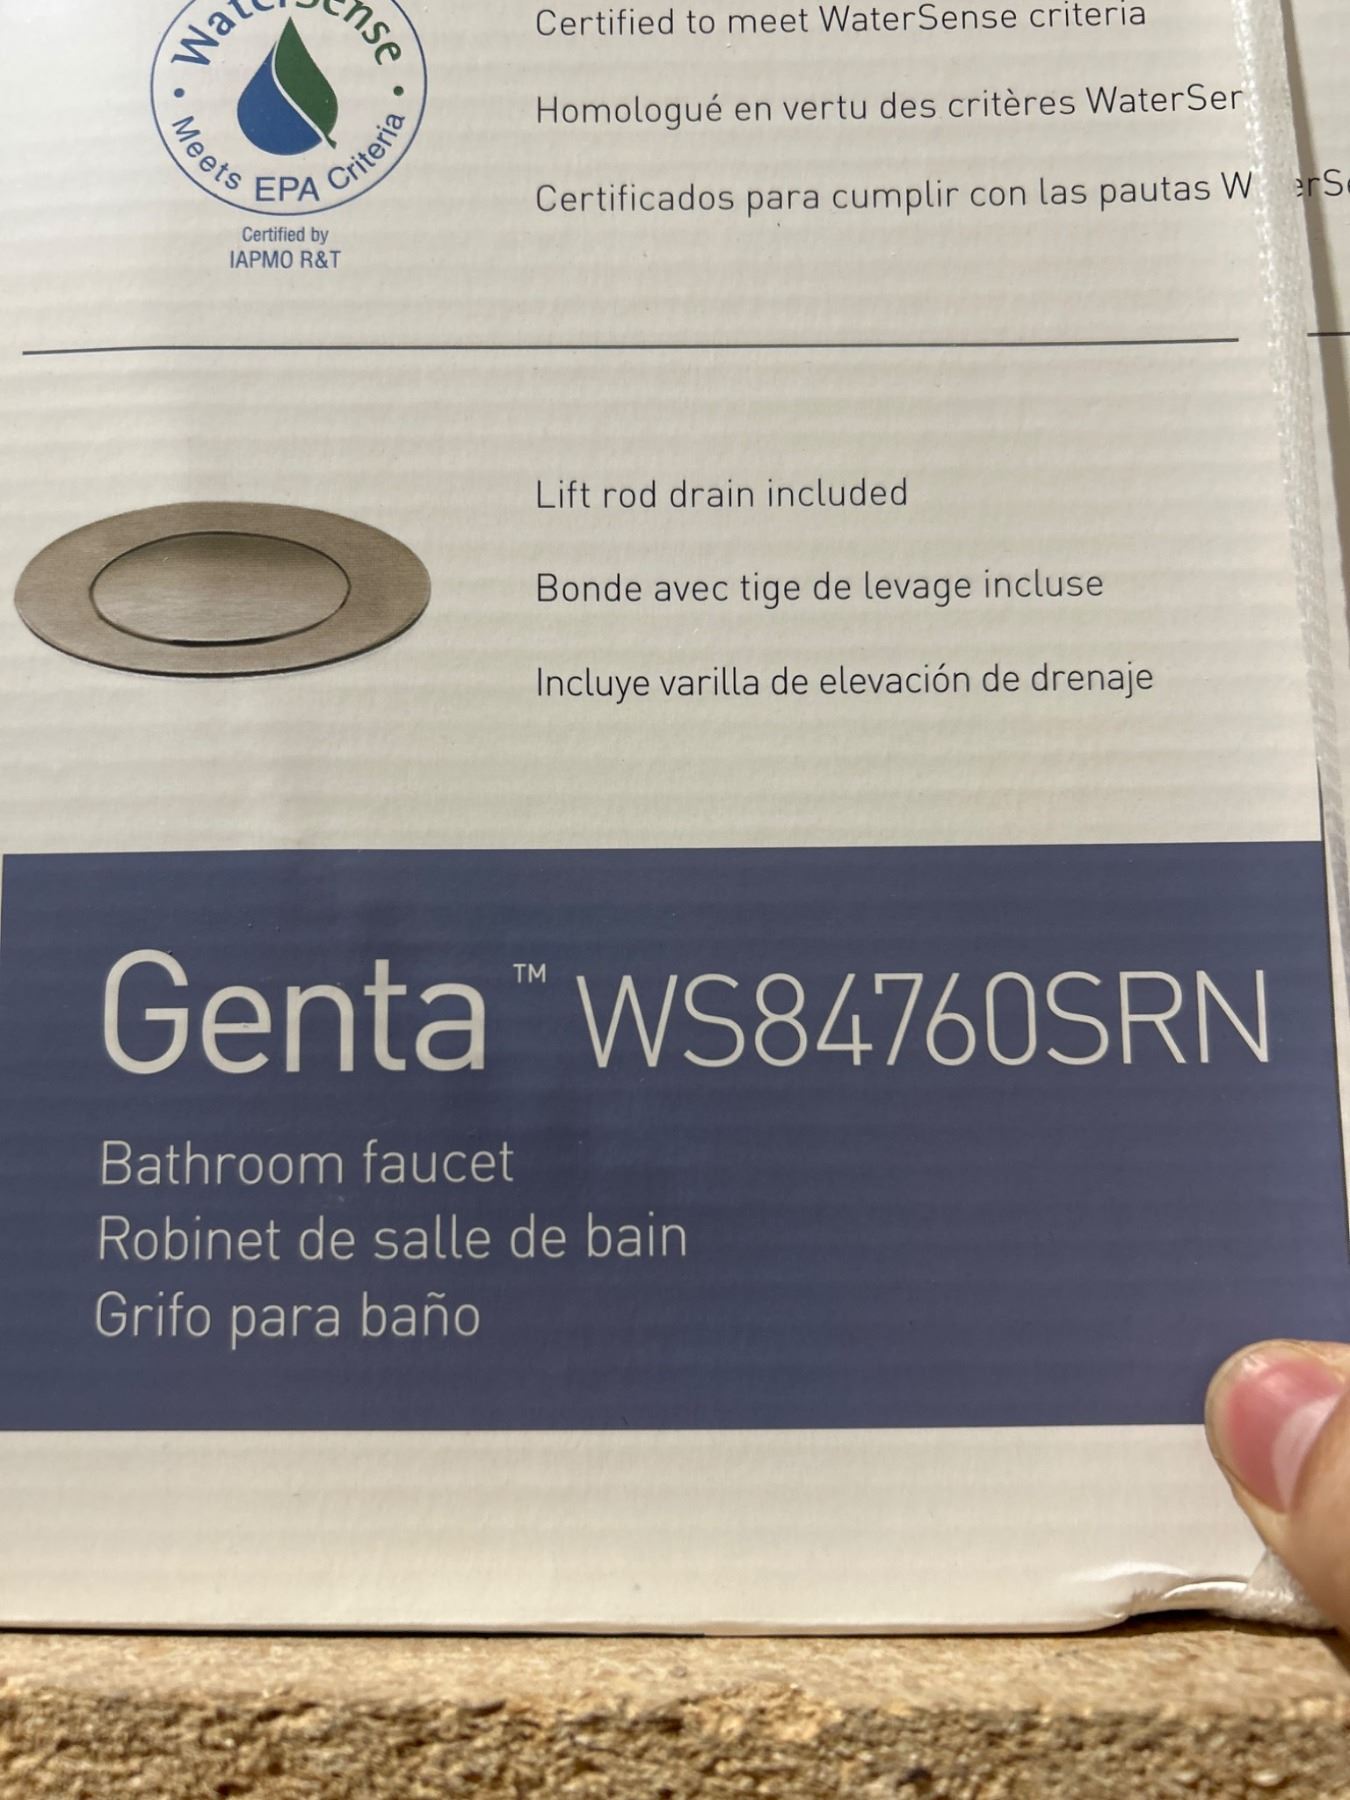 WaterSense
Meets EPA Criteria
Certified by
IAPMO R&T
Certified to meet WaterSense criteria
Homologué en vertu des critères WaterSer
Certificados para cumplir con las pautas W erSe
Lift rod drain included
Bonde avec tige de levage incluse
Incluye varilla de elevación de drenaje
Genta™ WS84760SRN
Bathroom faucet
Robinet de salle de bain
Grifo para baño